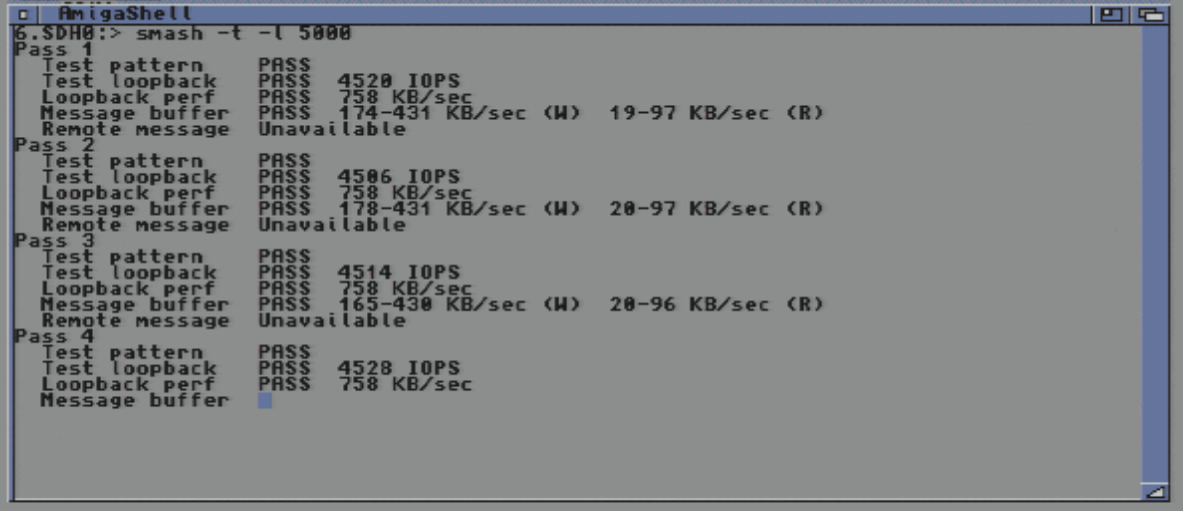 AmigaShell
6.SDH0:> smash -t -l 5000
Pass 1
  Test pattern    PASS
  Test loopback   PASS  4520 IOPS
  Loopback perf   PASS  758 KB/sec
  Message buffer  PASS  174-431 KB/sec (W)  19-97 KB/sec (R)
  Remote message  Unavailable
Pass 2
  Test pattern    PASS
  Test loopback   PASS  4506 IOPS
  Loopback perf   PASS  758 KB/sec
  Message buffer  PASS  178-431 KB/sec (W)  20-97 KB/sec (R)
  Remote message  Unavailable
Pass 3
  Test pattern    PASS
  Test loopback   PASS  4514 IOPS
  Loopback perf   PASS  758 KB/sec
  Message buffer  PASS  165-430 KB/sec (W)  20-96 KB/sec (R)
  Remote message  Unavailable
Pass 4
  Test pattern    PASS
  Test loopback   PASS  4528 IOPS
  Loopback perf   PASS  758 KB/sec
  Message buffer